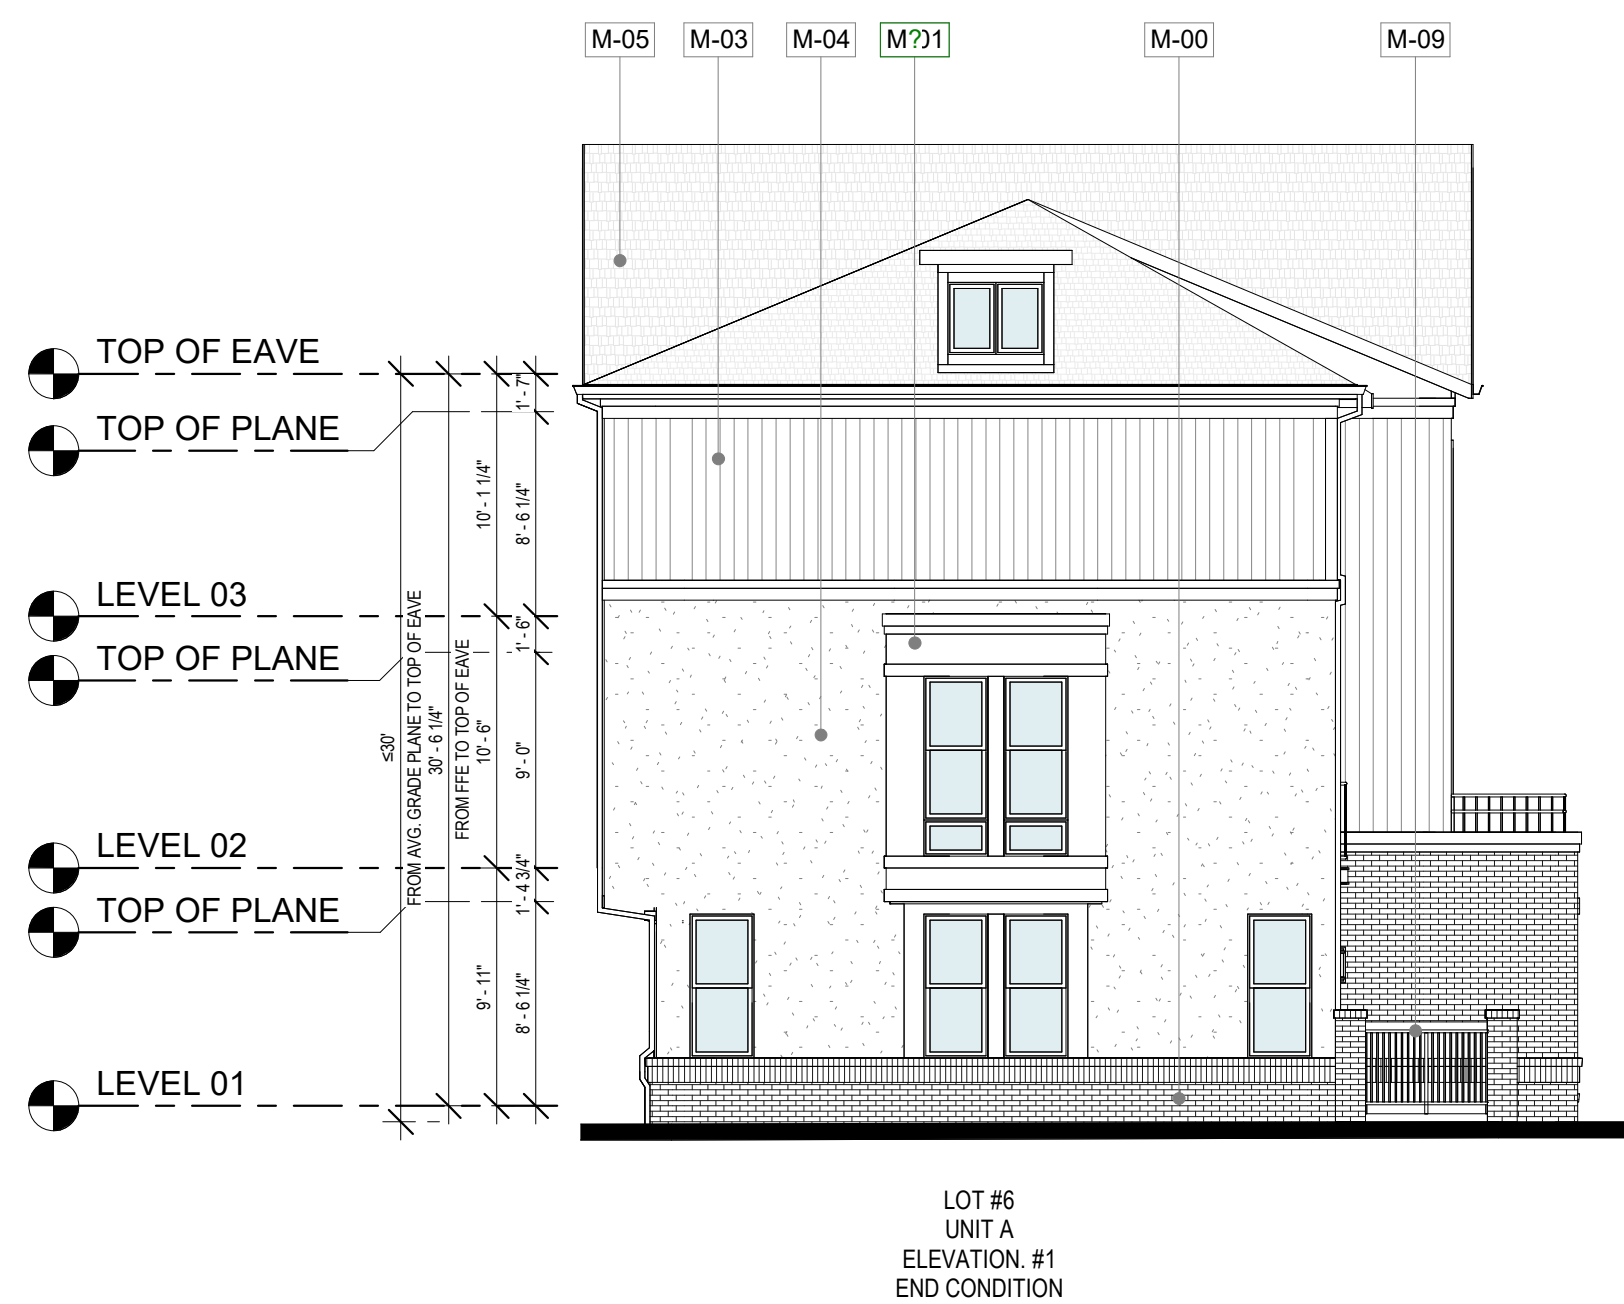 M-05
M-03
M-04
M?01
M-00
M-09
TOP OF EAVE
TOP OF PLANE
LEVEL 03
TOP OF PLANE
LEVEL 02
TOP OF PLANE
LEVEL 01
≤30'
FROM AVG. GRADE PLANE TO TOP OF EAVE
30' - 6 1/4"
FROM FFE TO TOP OF EAVE
10' - 1 1/4"
10' - 6"
9' - 11"
1' - 7"
8' - 6 1/4"
1' - 6"
9' - 0"
1' - 4 3/4"
8' - 6 1/4"
LOT #6
UNIT A
ELEVATION. #1
END CONDITION